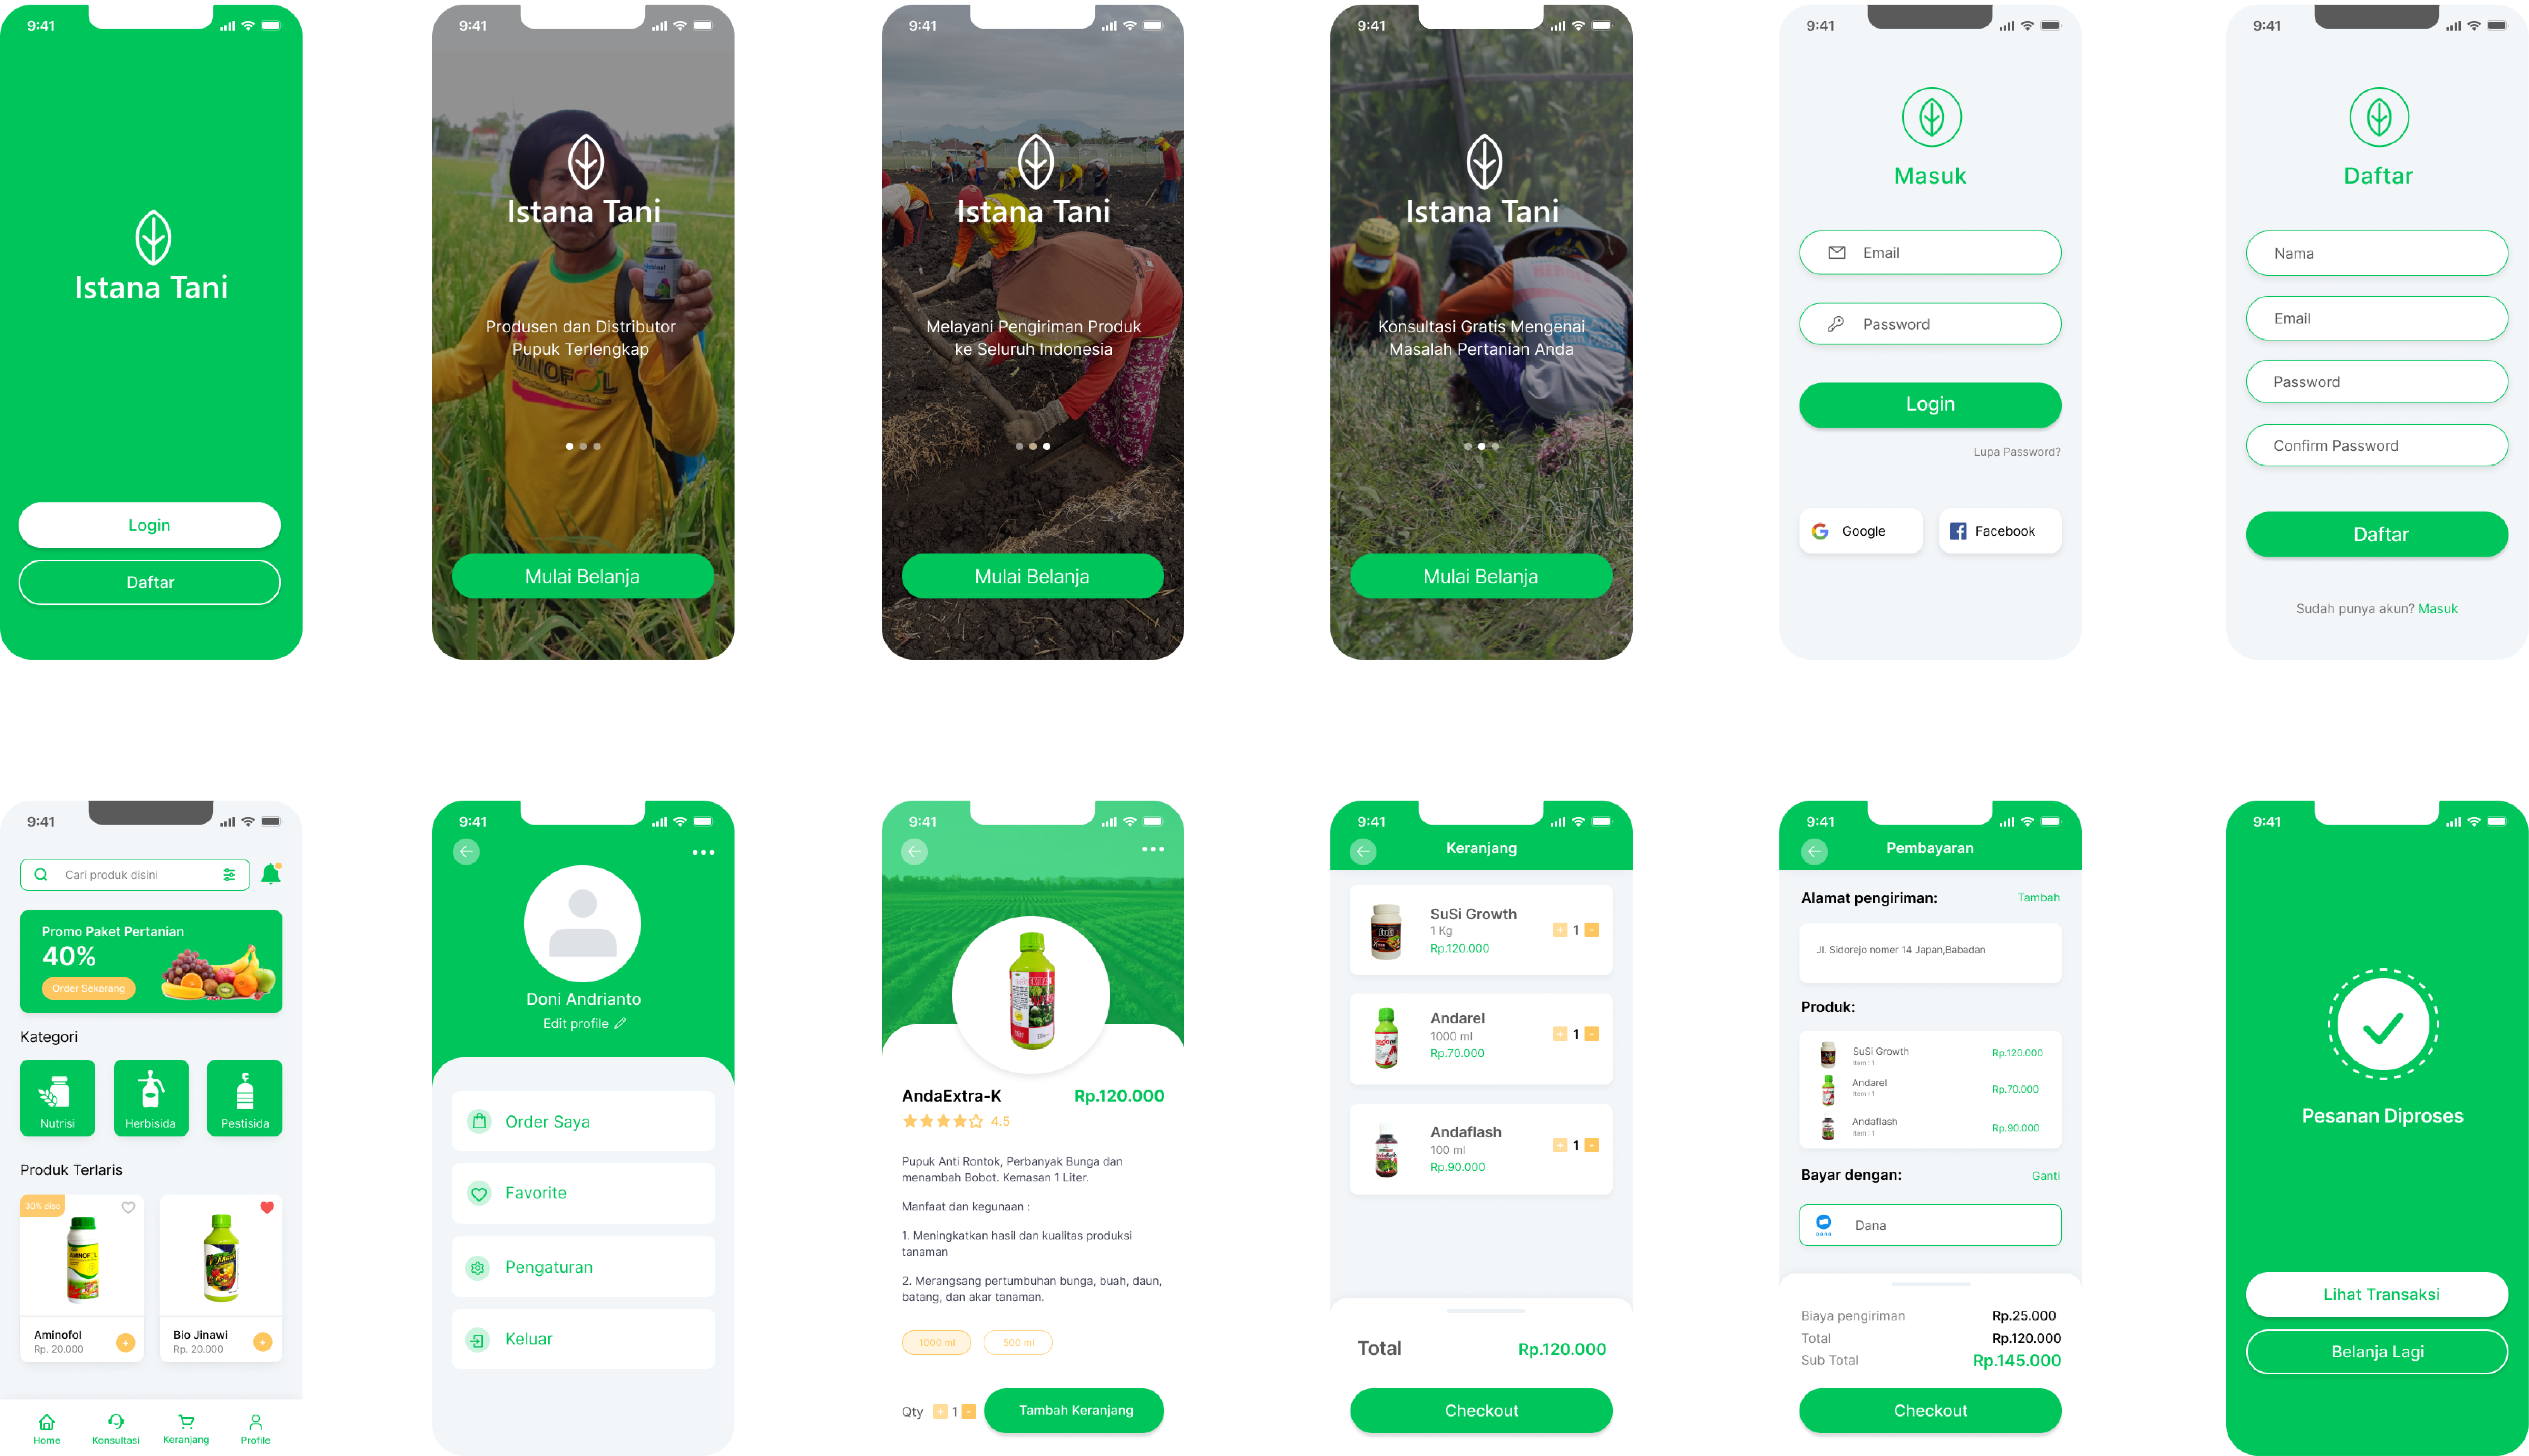 9:41
Istana Tani
Login
Daftar
9:41
Istana Tani
Produsen dan Distributor
Pupuk Terlengkap
Mulai Belanja
9:41
Istana Tani
Melayani Pengiriman Produk
ke Seluruh Indonesia
Mulai Belanja
9:41
Istana Tani
Konsultasi Gratis Mengenai
Masalah Pertanian Anda
Mulai Belanja
9:41
Masuk
Email
Password
Login
Lupa Password?
Google
Facebook
9:41
Daftar
Nama
Email
Password
Confirm Password
Daftar
Sudah punya akun? Masuk
9:41
Cari produk disini
Promo Paket Pertanian
40%
Order Sekarang
Kategori
Nutrisi
Herbisida
Pestisida
Produk Terlaris
30% disc
AMINOF L
Aminofol
Rp. 20.000
+
Bio Jinawi
Rp. 20.000
+
Home
Konsultasi
Keranjang
Profile
9:41
Doni Andrianto
Edit profile
Order Saya
Favorite
Pengaturan
Keluar
9:41
AndaExtra-K
Rp.120.000
4.5
Pupuk Anti Rontok, Perbanyak Bunga dan
menambah Bobot. Kemasan 1 Liter.
Manfaat dan kegunaan :
1. Meningkatkan hasil dan kualitas produksi
tanaman
2. Merangsang pertumbuhan bunga, buah, daun,
batang, dan akar tanaman.
1000 ml
500 ml
Qty + 1 -
Tambah Keranjang
9:41
Keranjang
SuSi Growth
1 Kg
Rp.120.000
+ 1 -
Andarel
1000 ml
Rp.70.000
+ 1 -
Andaflash
100 ml
Rp.90.000
+ 1 -
Total
Rp.120.000
Checkout
9:41
Pembayaran
Alamat pengiriman:
Tambah
Jl. Sidorejo nomer 14 Japan,Babadan
Produk:
SuSi Growth
Item : 1
Rp.120.000
Andarel
Item : 1
Rp.70.000
Andaflash
Item : 1
Rp.90.000
Bayar dengan:
Ganti
DANA
Dana
Biaya pengiriman
Rp.25.000
Total
Rp.120.000
Sub Total
Rp.145.000
Checkout
9:41
Pesanan Diproses
Lihat Transaksi
Belanja Lagi